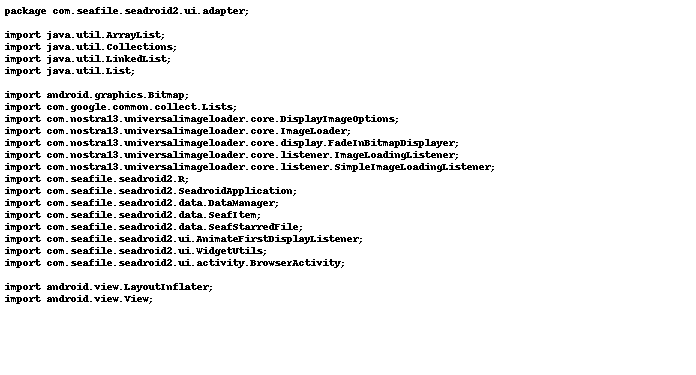 package com.seafile.seadroid2.ui.adapter;

import java.util.ArrayList;
import java.util.Collections;
import java.util.LinkedList;
import java.util.List;

import android.graphics.Bitmap;
import com.google.common.collect.Lists;
import com.nostra13.universalimageloader.core.DisplayImageOptions;
import com.nostra13.universalimageloader.core.ImageLoader;
import com.nostra13.universalimageloader.core.display.FadeInBitmapDisplayer;
import com.nostra13.universalimageloader.core.listener.ImageLoadingListener;
import com.nostra13.universalimageloader.core.listener.SimpleImageLoadingListener;
import com.seafile.seadroid2.R;
import com.seafile.seadroid2.SeadroidApplication;
import com.seafile.seadroid2.data.DataManager;
import com.seafile.seadroid2.data.SeafItem;
import com.seafile.seadroid2.data.SeafStarredFile;
import com.seafile.seadroid2.ui.AnimateFirstDisplayListener;
import com.seafile.seadroid2.ui.WidgetUtils;
import com.seafile.seadroid2.ui.activity.BrowserActivity;

import android.view.LayoutInflater;
import android.view.View;